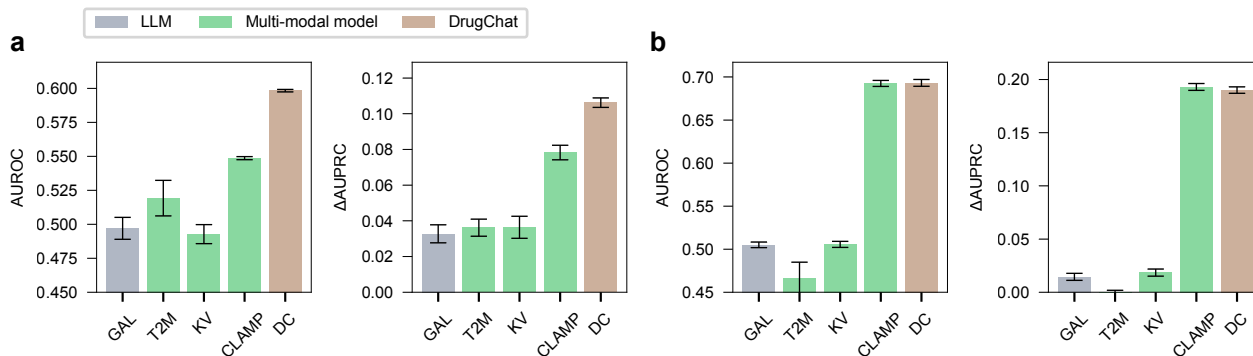 LLM Multi-modal model DrugChat
a
b
AUROC
0.600
0.575
0.550
0.525
0.500
0.475
0.450
GAL T2M KV CLAMP DC
ΔAUPRC
0.12
0.10
0.08
0.06
0.04
0.02
0.00
GAL T2M KV CLAMP DC
AUROC
0.70
0.65
0.60
0.55
0.50
0.45
GAL T2M KV CLAMP DC
ΔAUPRC
0.20
0.15
0.10
0.05
0.00
GAL T2M KV CLAMP DC